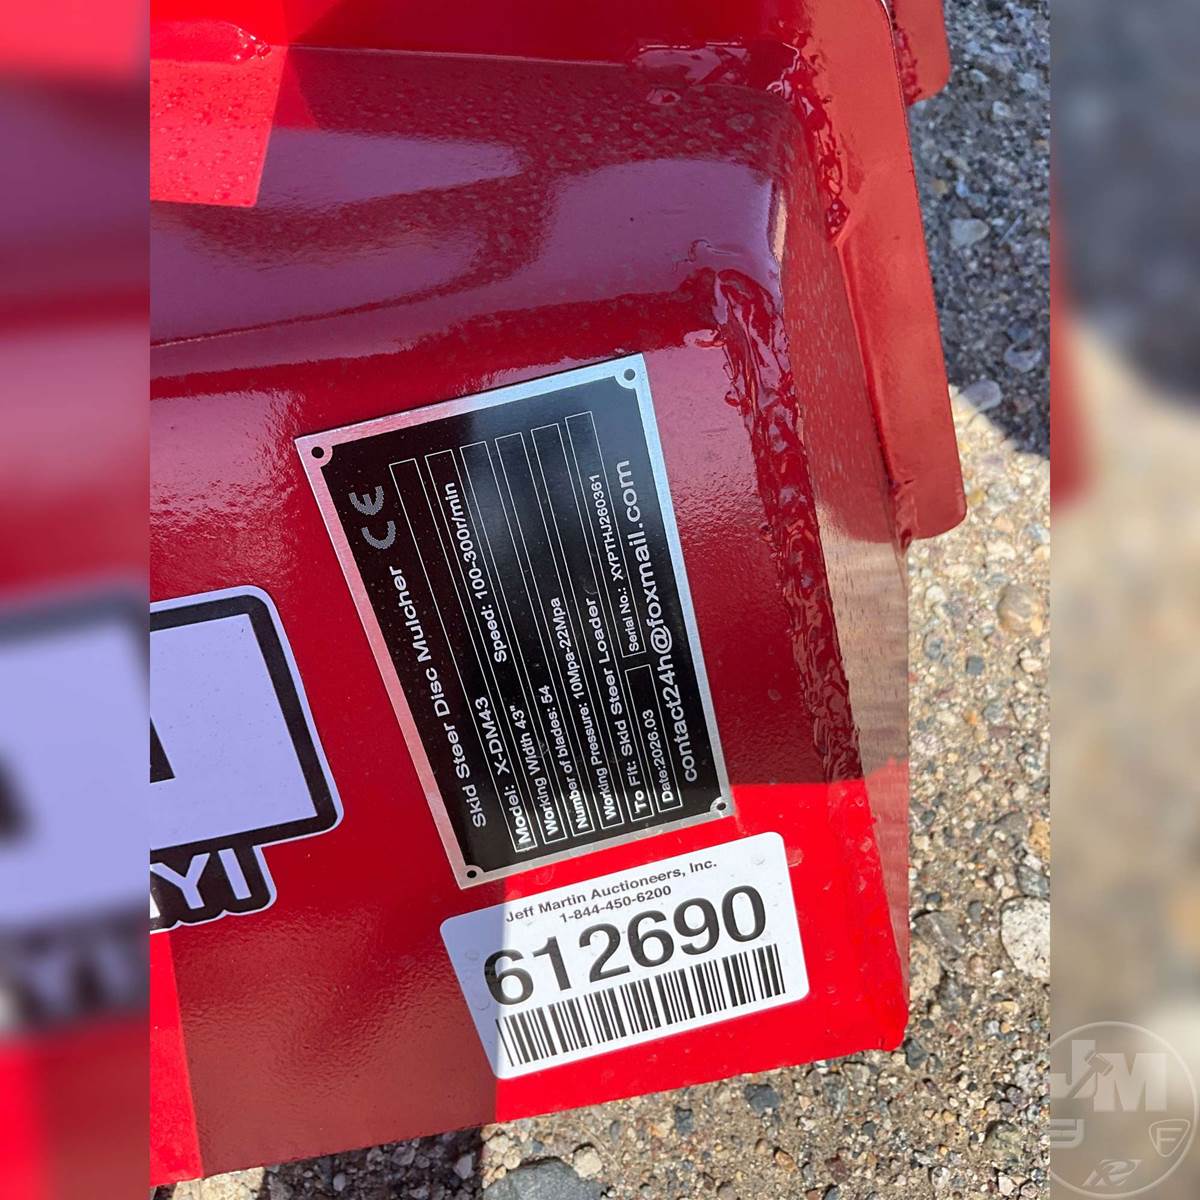 CE
Skid Steer Disc Mulcher
Model: X-DM43 Speed: 100-300r/min
Working Width 43"
Number of blades: 54
Working Pressure: 10Mpa-22Mpa
To Fit: Skid Steer Loader
Date:2026.03 Serial No.: XYPTHJ260361
contact24h@foxmail.com
YI
Jeff Martin Auctioneers, Inc.
1-844-450-6200
612690
JM
F